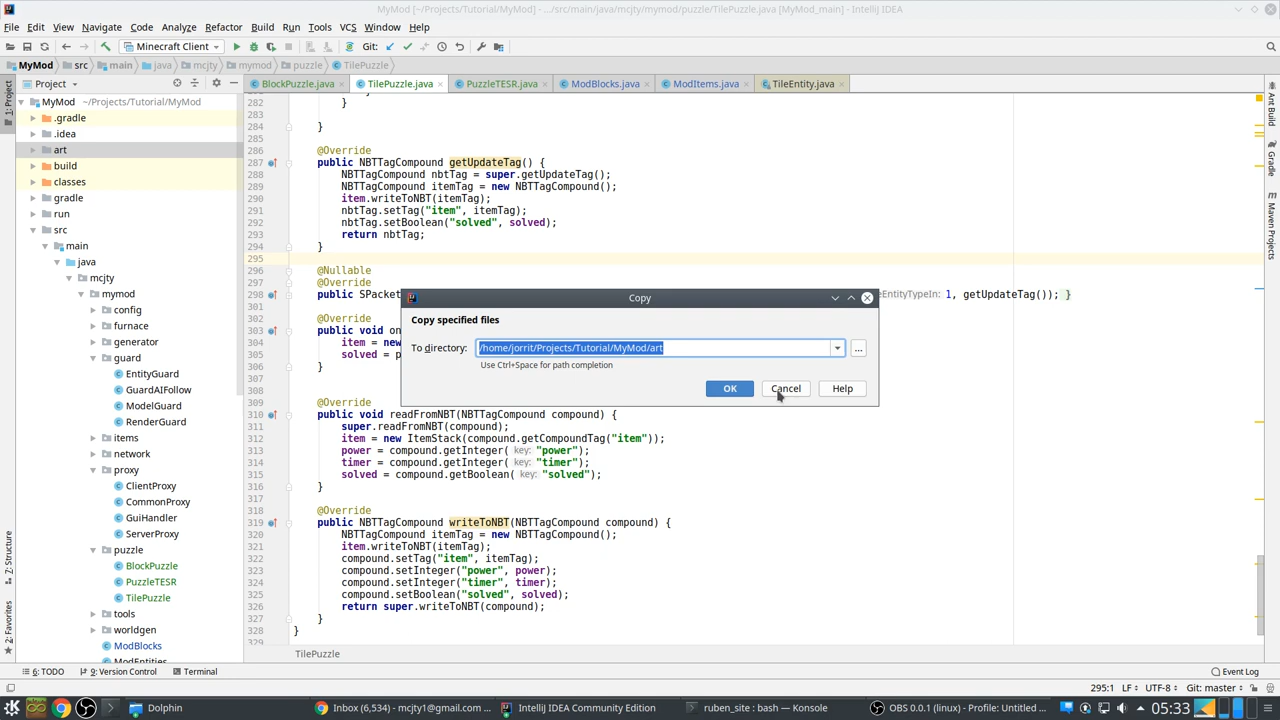 MyMod [~/Projects/Tutorial/MyMod] - .../src/main/java/mcjty/mymod/puzzle/TilePuzzle.java [MyMod_main] - IntelliJ IDEA
File Edit View Navigate Code Analyze Refactor Build Run Tools VCS Window Help
Minecraft Client Git:
MyMod src main java mcjty mymod puzzle TilePuzzle
Project BlockPuzzle.java TilePuzzle.java PuzzleTESR.java ModBlocks.java ModItems.java TileEntity.java
1: Project
7: Structure
2: Favorites
Ant Build
Gradle
Maven Projects
MyMod ~/Projects/Tutorial/MyMod
.gradle
.idea
art
build
classes
gradle
run
src
main
java
mcjty
mymod
config
furnace
generator
guard
EntityGuard
GuardAIFollow
ModelGuard
RenderGuard
items
network
proxy
ClientProxy
CommonProxy
GuiHandler
ServerProxy
puzzle
BlockPuzzle
PuzzleTESR
TilePuzzle
tools
worldgen
ModBlocks
ModEntities
282 }
283
284 }
285
286 @Override
287 public NBTTagCompound getUpdateTag() {
288 NBTTagCompound nbtTag = super.getUpdateTag();
289 NBTTagCompound itemTag = new NBTTagCompound();
290 item.writeToNBT(itemTag);
291 nbtTag.setTag("item", itemTag);
292 nbtTag.setBoolean("solved", solved);
293 return nbtTag;
294 }
295
296 @Nullable
297 @Override
298 public SPacket eEntityTypeIn: 1, getUpdateTag()); }
301
302 @Override
303 public void on
304 item = new
305 solved = p
306 }
307
308
309 @Override
310 public void readFromNBT(NBTTagCompound compound) {
311 super.readFromNBT(compound);
312 item = new ItemStack(compound.getCompoundTag("item"));
313 power = compound.getInteger( key: "power");
314 timer = compound.getInteger( key: "timer");
315 solved = compound.getBoolean( key: "solved");
316 }
317
318 @Override
319 public NBTTagCompound writeToNBT(NBTTagCompound compound) {
320 NBTTagCompound itemTag = new NBTTagCompound();
321 item.writeToNBT(itemTag);
322 compound.setTag("item", itemTag);
323 compound.setInteger("power", power);
324 compound.setInteger("timer", timer);
325 compound.setBoolean("solved", solved);
326 return super.writeToNBT(compound);
327 }
328 }
329
TilePuzzle
Copy
Copy specified files
To directory: /home/jorrit/Projects/Tutorial/MyMod/art
...
Use Ctrl+Space for path completion
OK Cancel Help
6: TODO 9: Version Control Terminal Event Log
295:1 LF UTF-8 Git: master
Dolphin Inbox (6,534) - mcjty1@gmail.com ... IntelliJ IDEA Community Edition ruben_site : bash — Konsole OBS 0.0.1 (linux) - Profile: Untitled ... 05:33